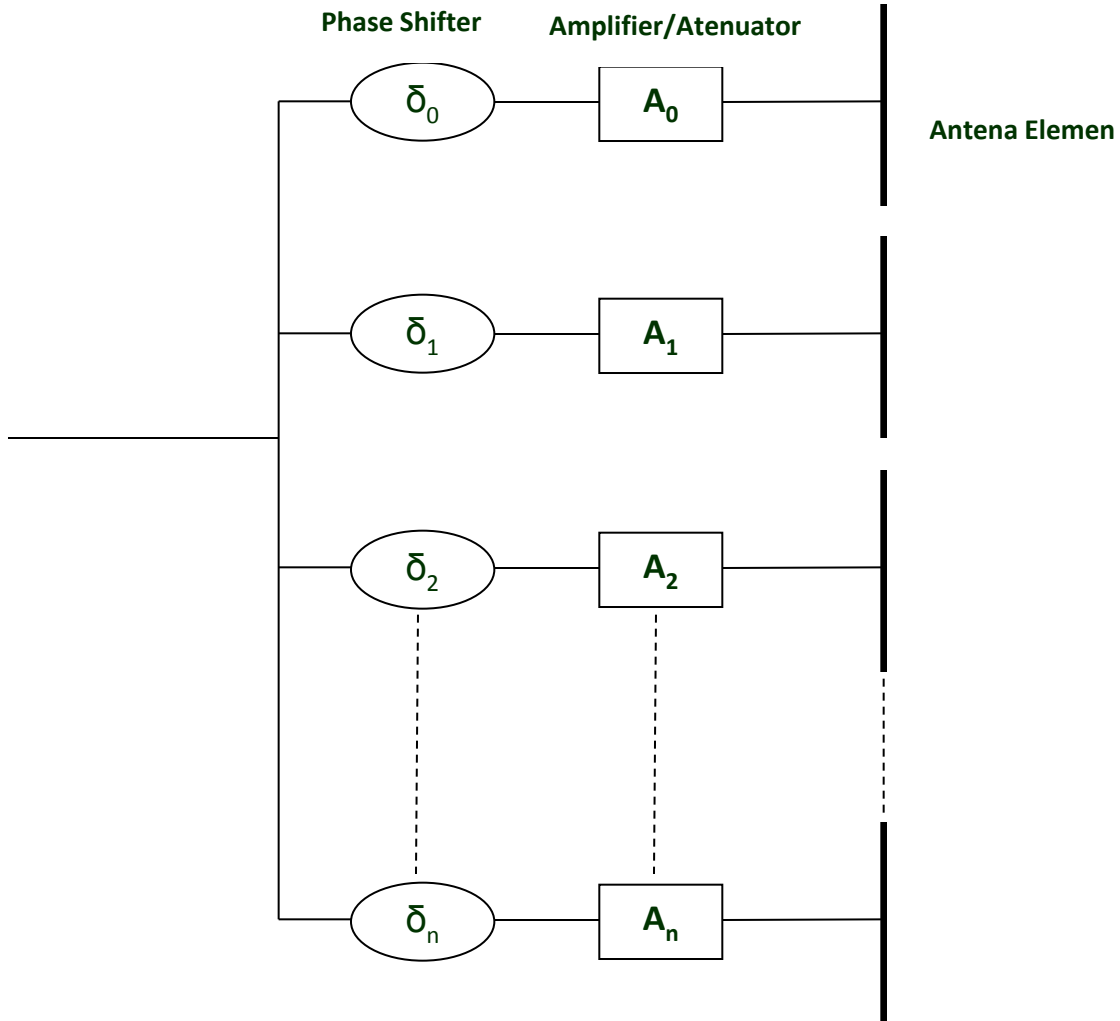 Phase Shifter
Amplifier/Atenuator
δ₀
A₀
Antena Elemen
δ₁
A₁
δ₂
A₂
δₙ
Aₙ